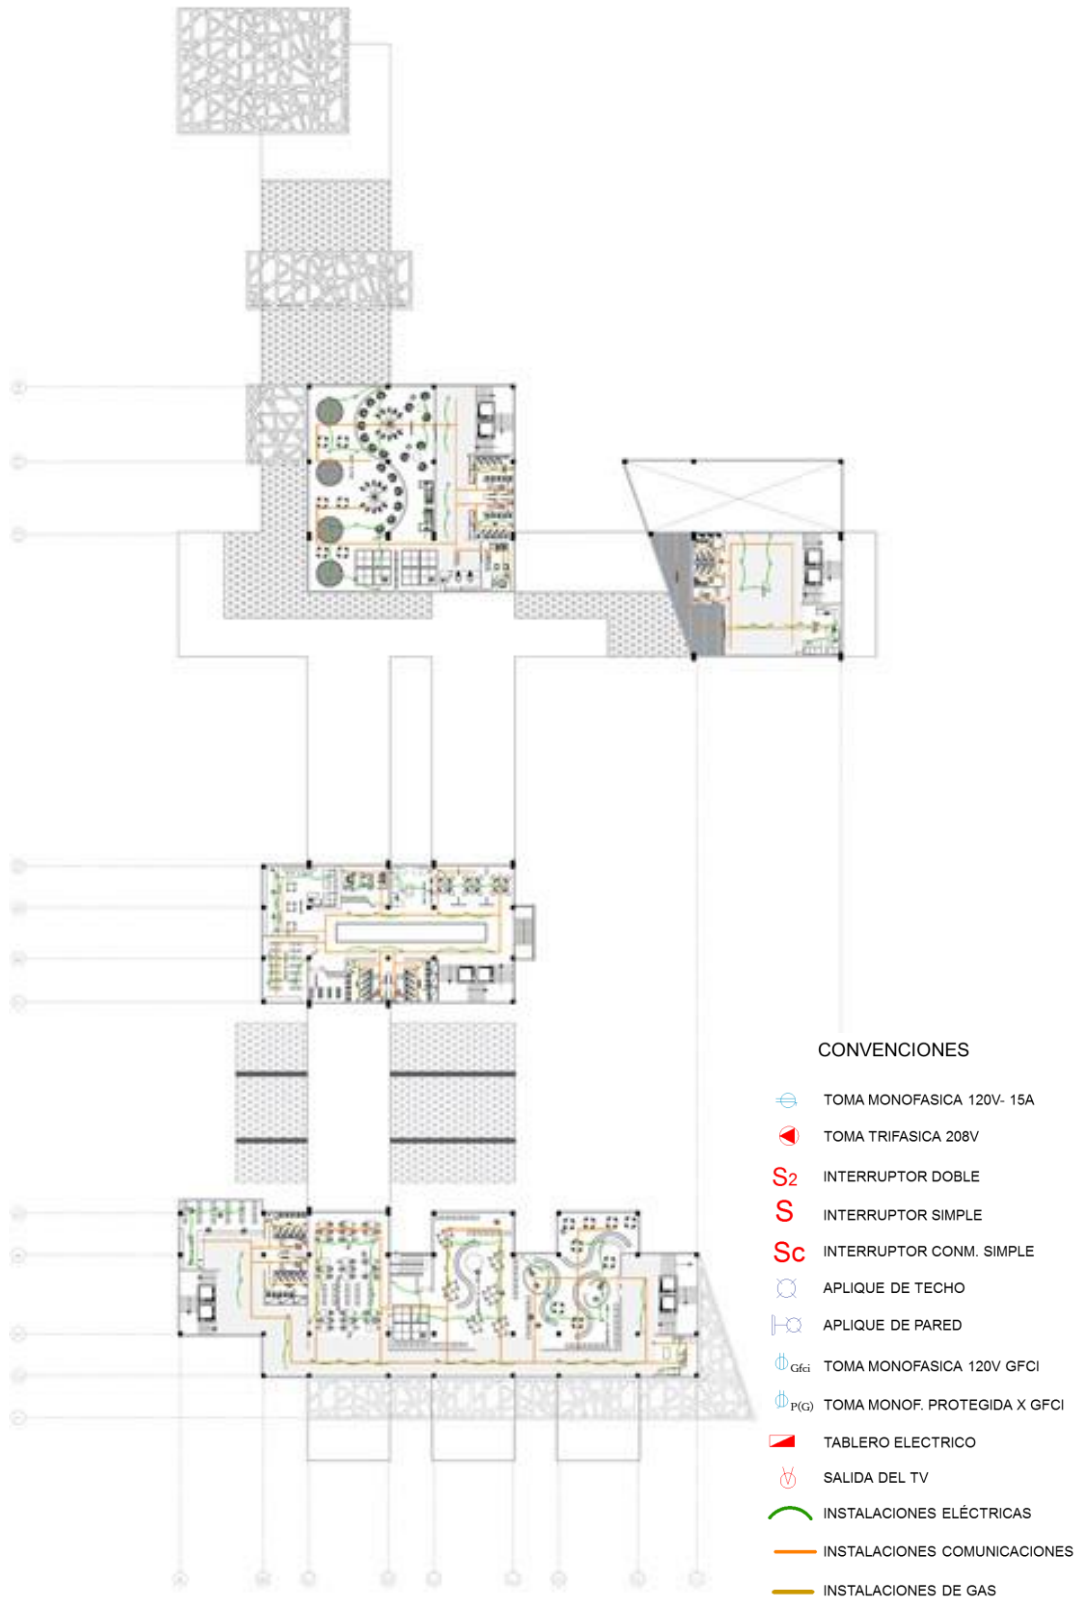 CONVENCIONES
TOMA MONOFASICA 120V- 15A
TOMA TRIFASICA 208V
S2 INTERRUPTOR DOBLE
S INTERRUPTOR SIMPLE
Sc INTERRUPTOR CONM. SIMPLE
APLIQUE DE TECHO
APLIQUE DE PARED
Gfci TOMA MONOFASICA 120V GFCI
P(G) TOMA MONOF. PROTEGIDA X GFCI
TABLERO ELECTRICO
SALIDA DEL TV
INSTALACIONES ELÉCTRICAS
INSTALACIONES COMUNICACIONES
INSTALACIONES DE GAS